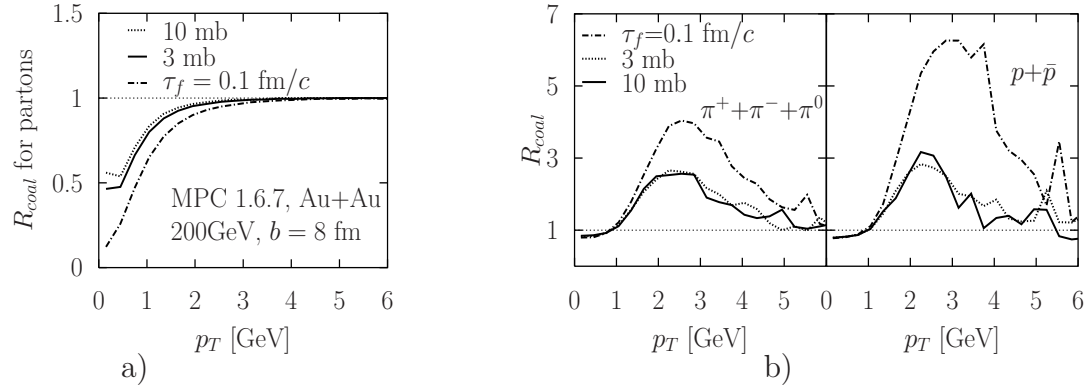 R_coal for partons
1.5
1
0.5
0
10 mb
3 mb
τ_f = 0.1 fm/c
MPC 1.6.7, Au+Au
200GeV, b = 8 fm
0 1 2 3 4 5 6
p_T [GeV]
a)
R_coal
7
5
3
1
τ_f=0.1 fm/c
3 mb
10 mb
π⁺+π⁻+π⁰
p+p̄
0 1 2 3 4 5 1 2 3 4 5 6
p_T [GeV] p_T [GeV]
b)